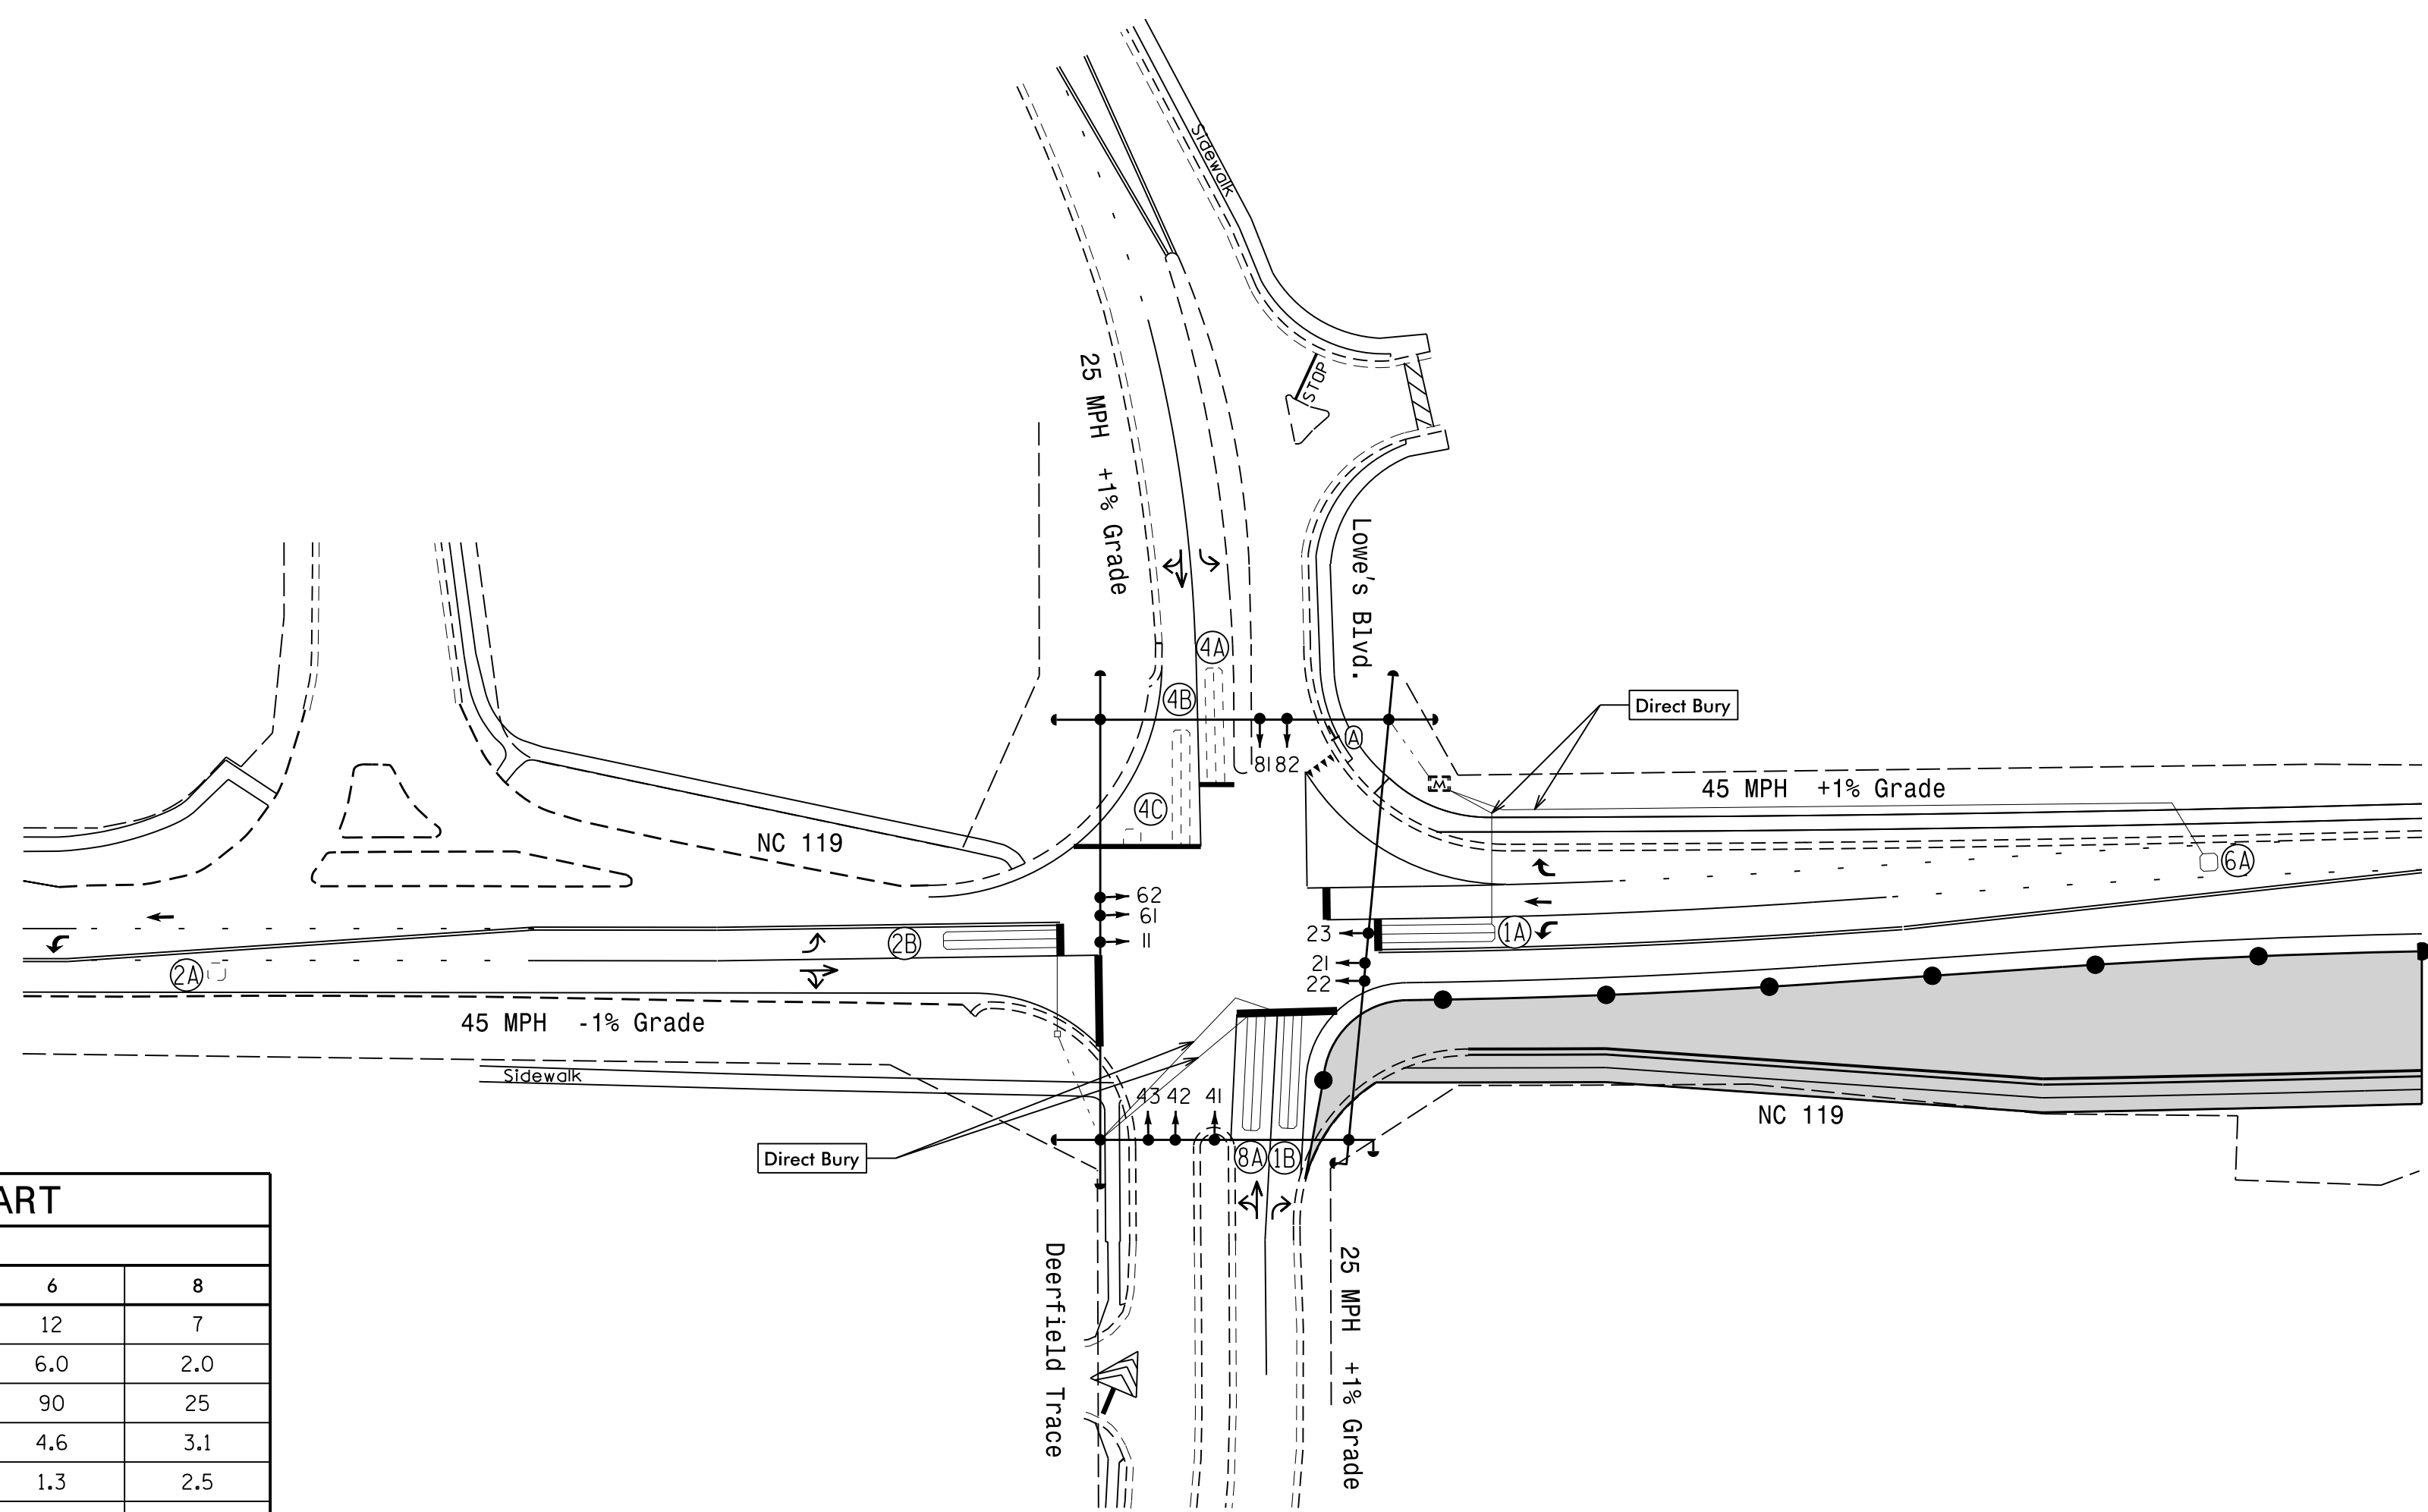 Sidewalk
STOP
25 MPH +1% Grade
Lowe's Blvd.
4A
4B
4C
81 82
A
M
Direct Bury
45 MPH +1% Grade
NC 119
62
61
11
2B
2A
6A
1A
23
21
22
45 MPH -1% Grade
Sidewalk
43 42 41
Direct Bury
8A 1B
NC 119
Deerfield Trace
25 MPH +1% Grade
ART
6 8
12 7
6.0 2.0
90 25
4.6 3.1
1.3 2.5